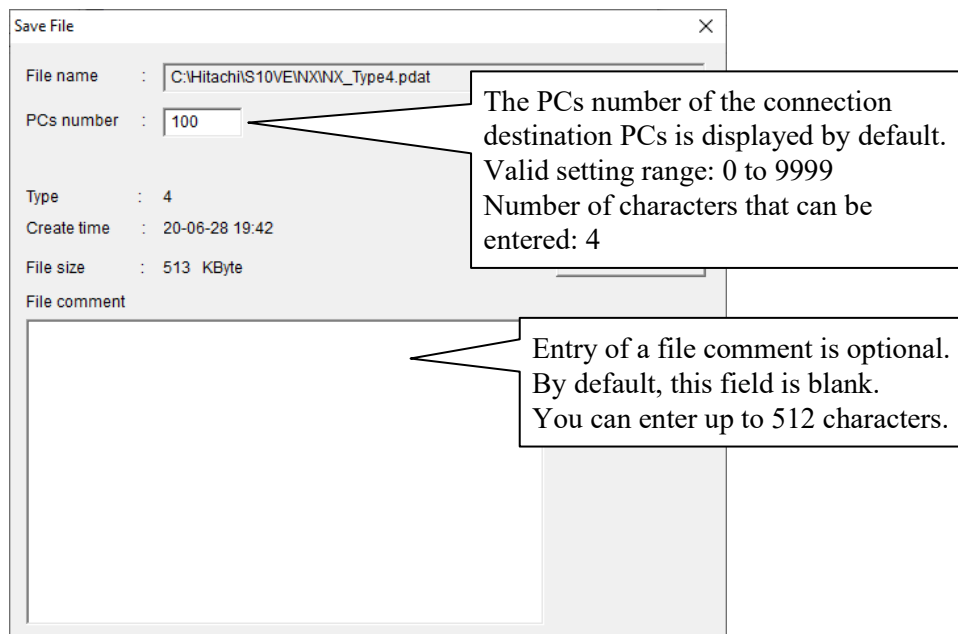 Save File
File name : C:\Hitachi\S10VE\NX\NX_Type4.pdat
PCs number : 100
The PCs number of the connection
destination PCs is displayed by default.
Valid setting range: 0 to 9999
Number of characters that can be
entered: 4
Type : 4
Create time : 20-06-28 19:42
File size : 513 KByte
File comment
Entry of a file comment is optional.
By default, this field is blank.
You can enter up to 512 characters.